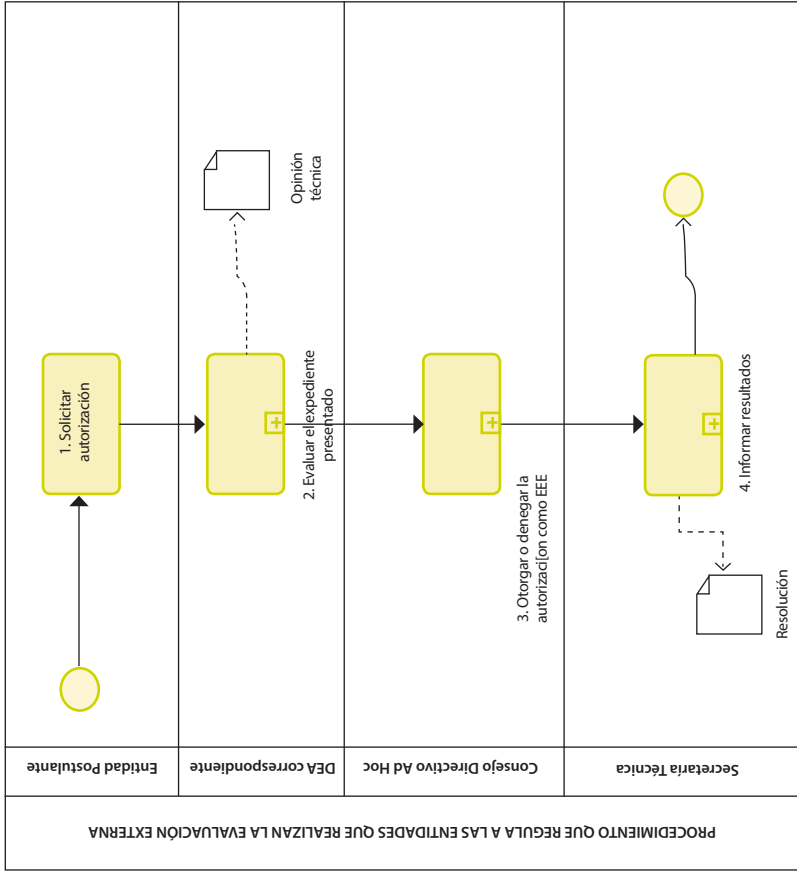 PROCEDIMIENTO QUE REGULA A LAS ENTIDADES QUE REALIZAN LA EVALUACIÓN EXTERNA
Entidad Postulante
1. Solicitar
autorización
DEA correspondiente
2. Evaluar el expediente
presentado
Opinión
técnica
Consejo Directivo Ad Hoc
3. Otorgar o denegar la
autorizaci[on como EEE
Secretaría Técnica
Resolución
4. Informar resultados